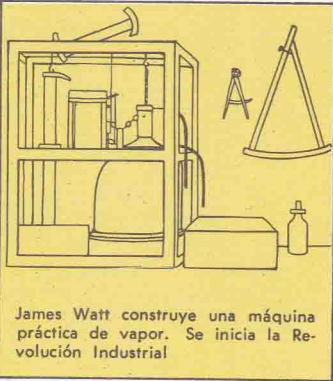 James Watt construye una máquina
práctica de vapor. Se inicia la Re-
volución Industrial